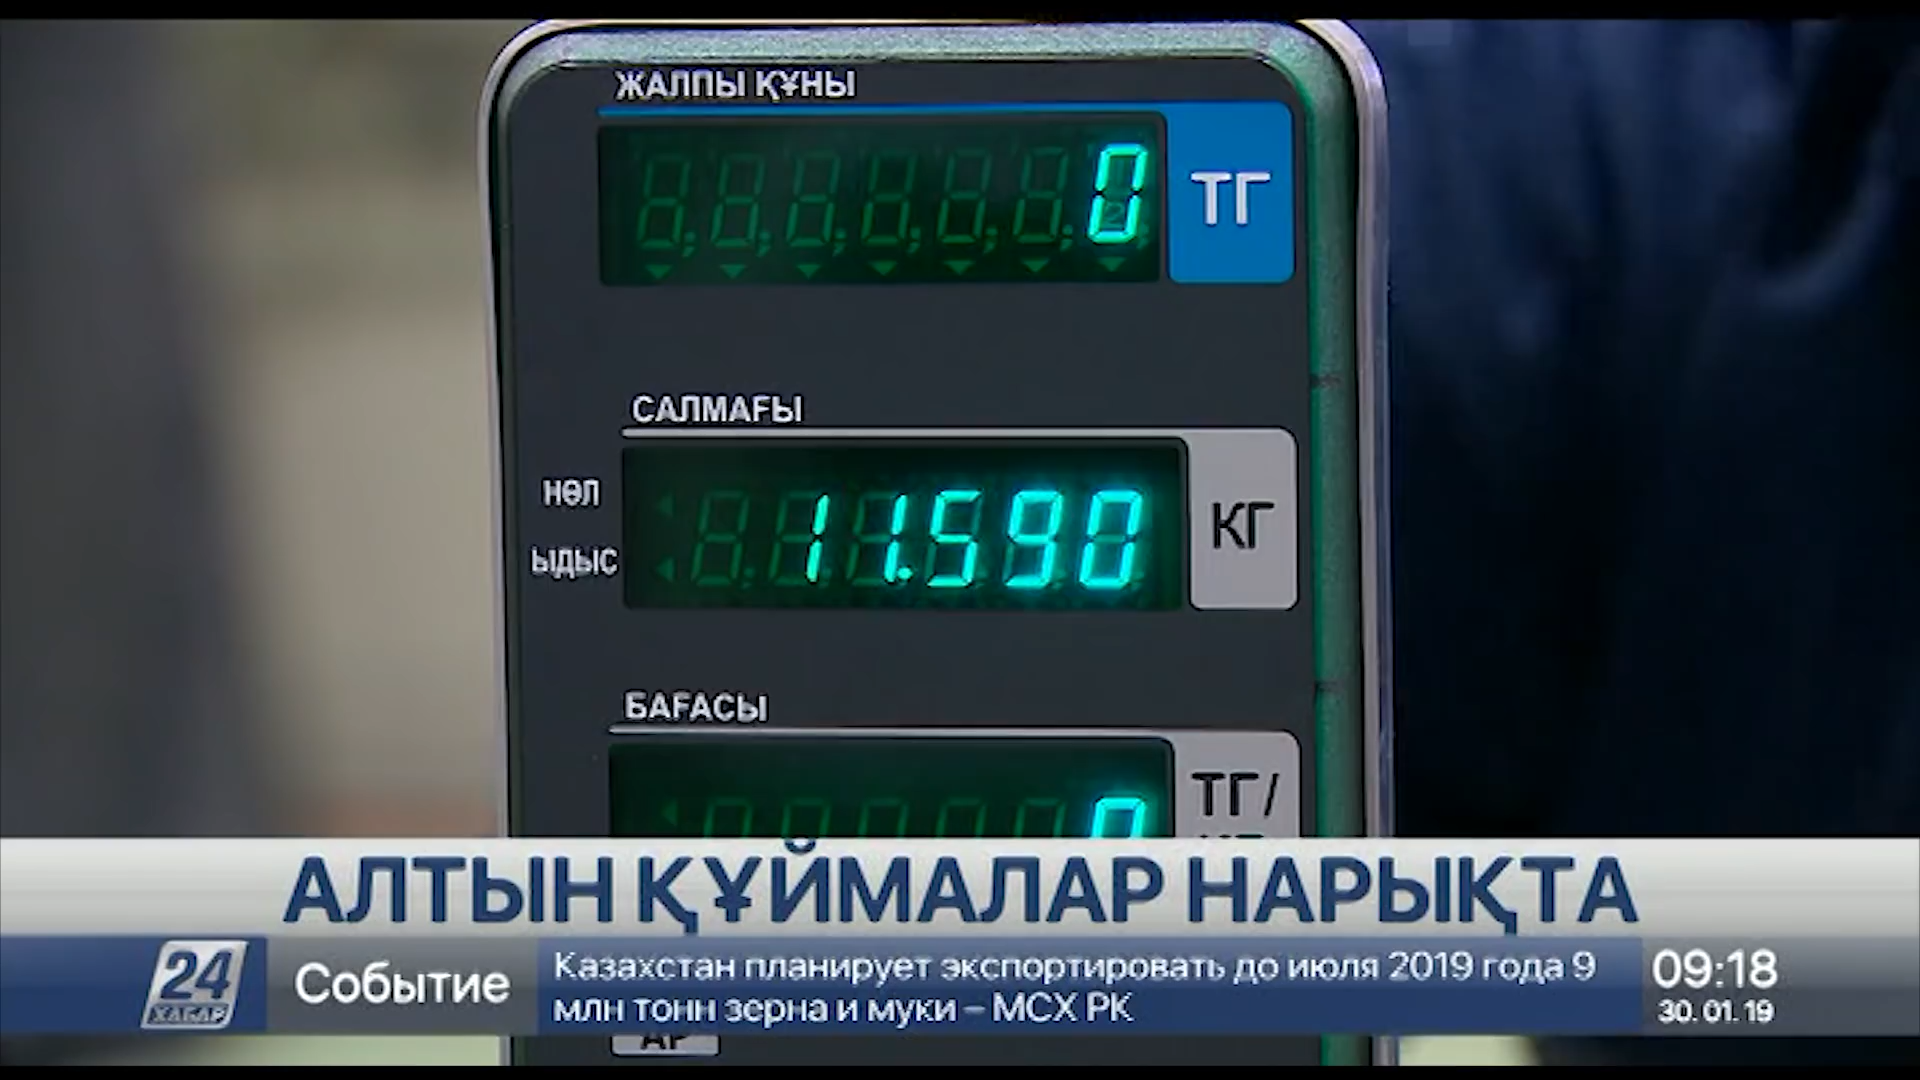 ЖАЛПЫ ҚҰНЫ
0
ТГ
САЛМАҒЫ
НӨЛ
ЫДЫС
11.590
КГ
БАҒАСЫ
0
ТГ/
АЛТЫН ҚҰЙМАЛАР НАРЫҚТА
24
ХАБАР
Событие
Казахстан планирует экспортировать до июля 2019 года 9
млн тонн зерна и муки – МСХ РК
09:18
30. 01. 19